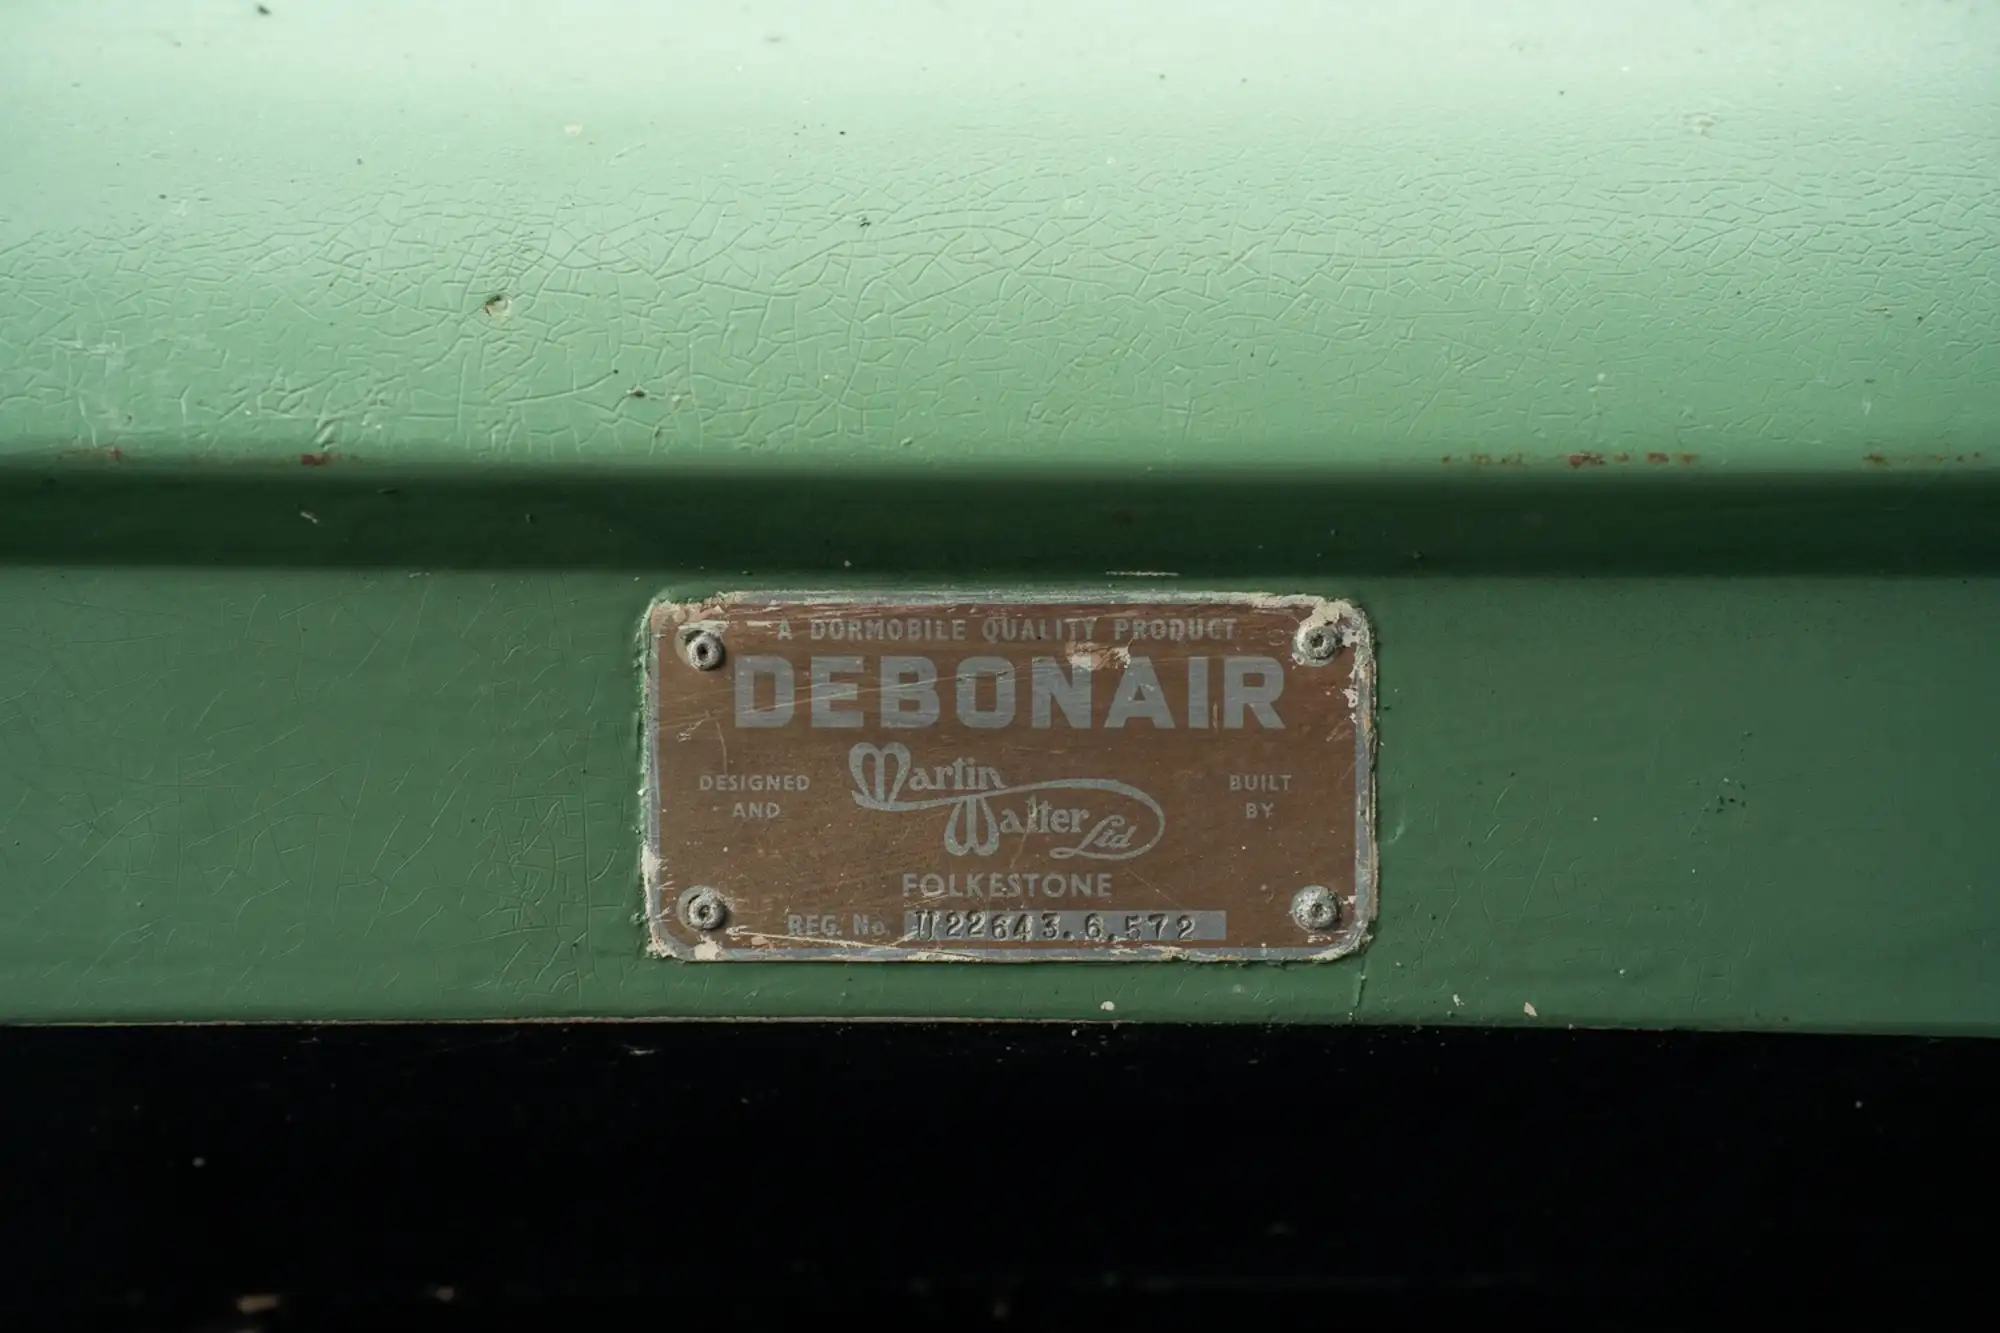 A DORMOBILE QUALITY PRODUCT
DEBONAIR
DESIGNED AND
Martin Walter Ltd
BUILT BY
FOLKESTONE
REG. No. W22643.6.572